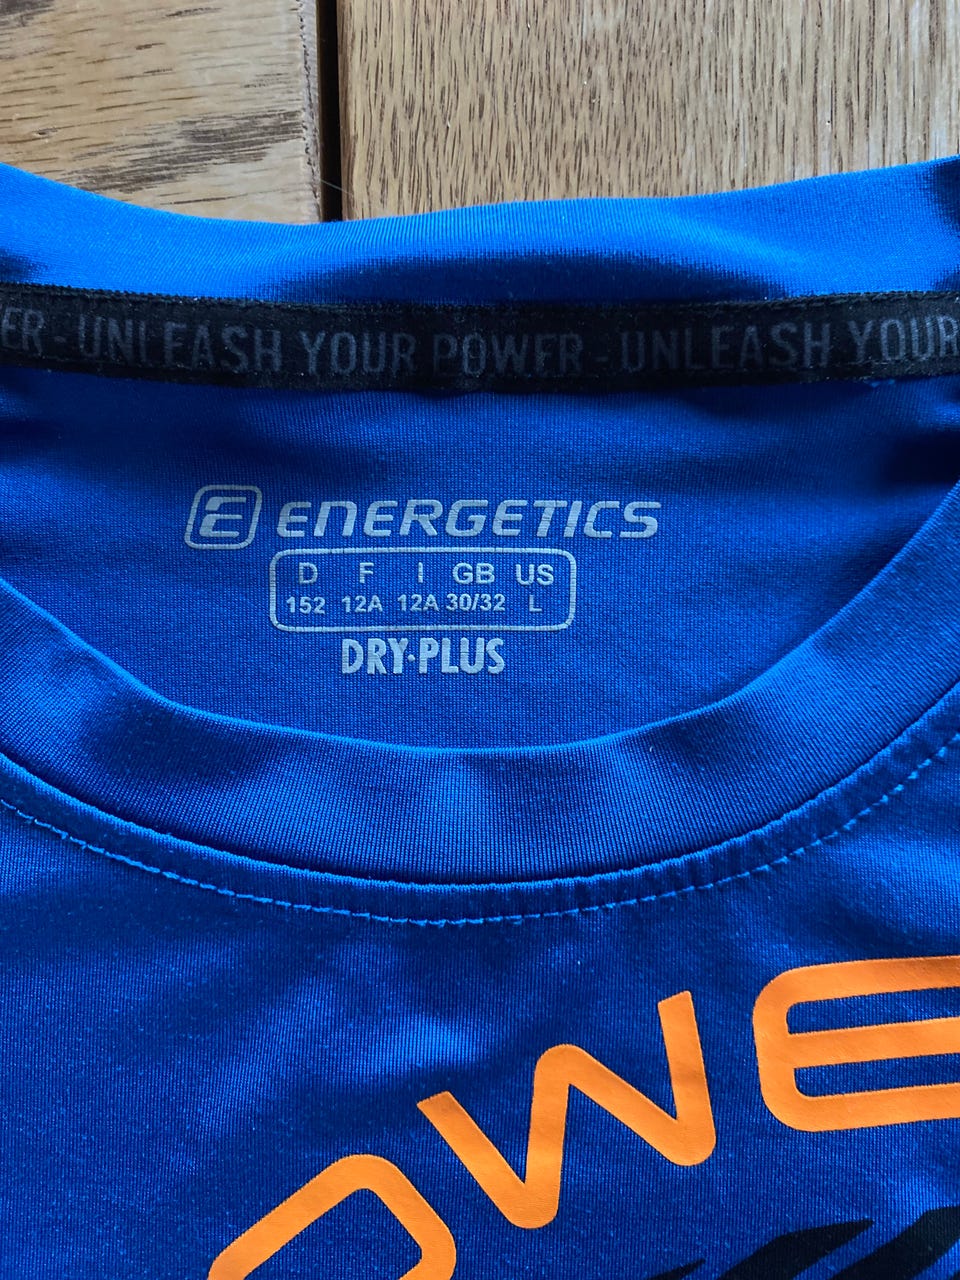 ER - UNLEASH YOUR POWER - UNLEASH YOUR
E ENERGETICS
D F I GB US
152 12A 12A 30/32 L
DRY·PLUS
OWE